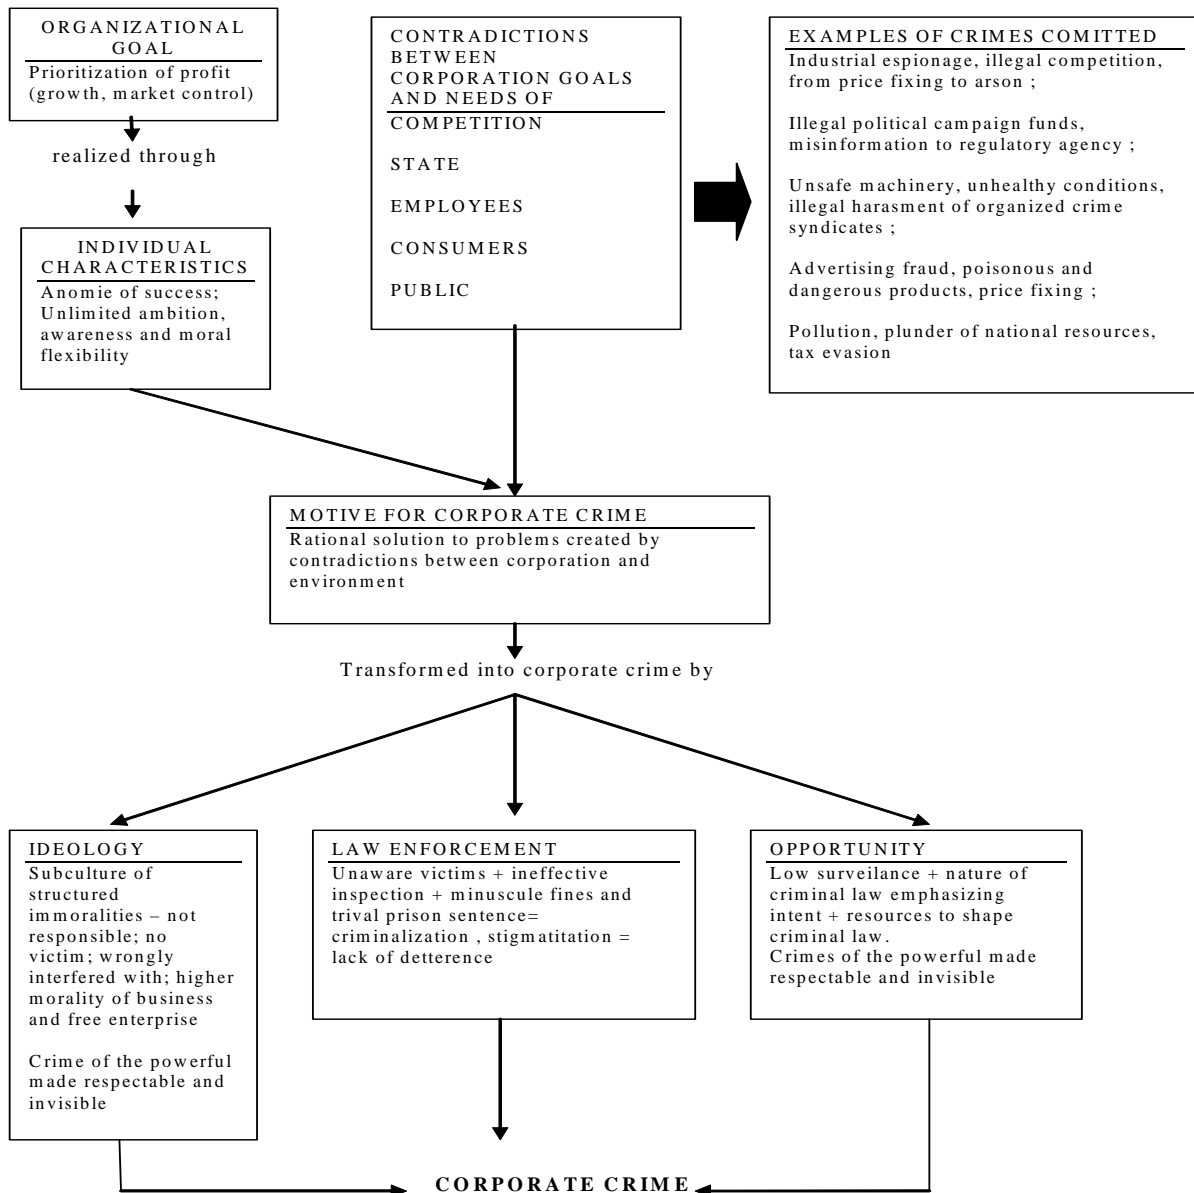 ORGANIZATIONAL
GOAL
Prioritization of profit
(growth, market control)
realized through
INDIVIDUAL
CHARACTERISTICS
Anomie of success;
Unlimited ambition,
awareness and moral
flexibility
CONTRADICTIONS
BETWEEN
CORPORATION GOALS
AND NEEDS OF
COMPETITION
STATE
EMPLOYEES
CONSUMERS
PUBLIC
EXAMPLES OF CRIMES COMITTED
Industrial espionage, illegal competition,
from price fixing to arson ;
Illegal political campaign funds,
misinformation to regulatory agency ;
Unsafe machinery, unhealthy conditions,
illegal harasment of organized crime
syndicates ;
Advertising fraud, poisonous and
dangerous products, price fixing ;
Pollution, plunder of national resources,
tax evasion
MOTIVE FOR CORPORATE CRIME
Rational solution to problems created by
contradictions between corporation and
environment
Transformed into corporate crime by
IDEOLOGY
Subculture of
structured
immoralities – not
responsible; no
victim; wrongly
interfered with; higher
morality of business
and free enterprise
Crime of the powerful
made respectable and
invisible
LAW ENFORCEMENT
Unaware victims + ineffective
inspection + minuscule fines and
trival prison sentence=
criminalization , stigmatitation =
lack of detterence
OPPORTUNITY
Low surveilance + nature of
criminal law emphasizing
intent + resources to shape
criminal law.
Crimes of the powerful made
respectable and invisible
CORPORATE CRIME